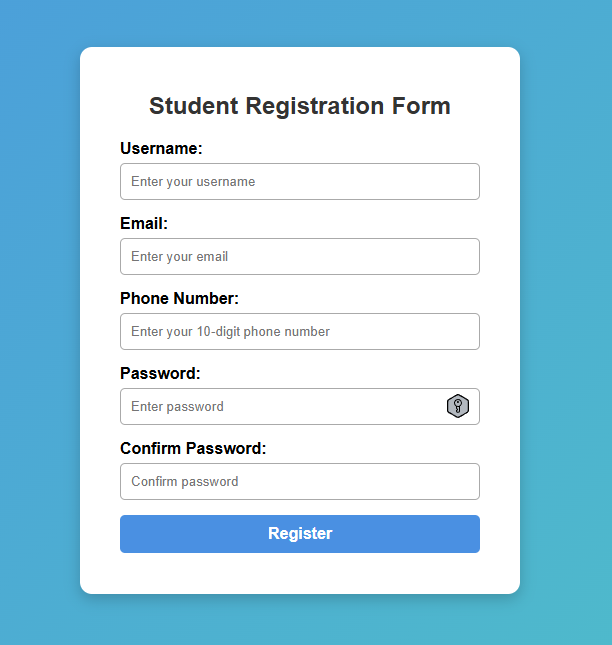 Student Registration Form
Username:
Enter your username
Email:
Enter your email
Phone Number:
Enter your 10-digit phone number
Password:
Enter password
Confirm Password:
Confirm password
Register